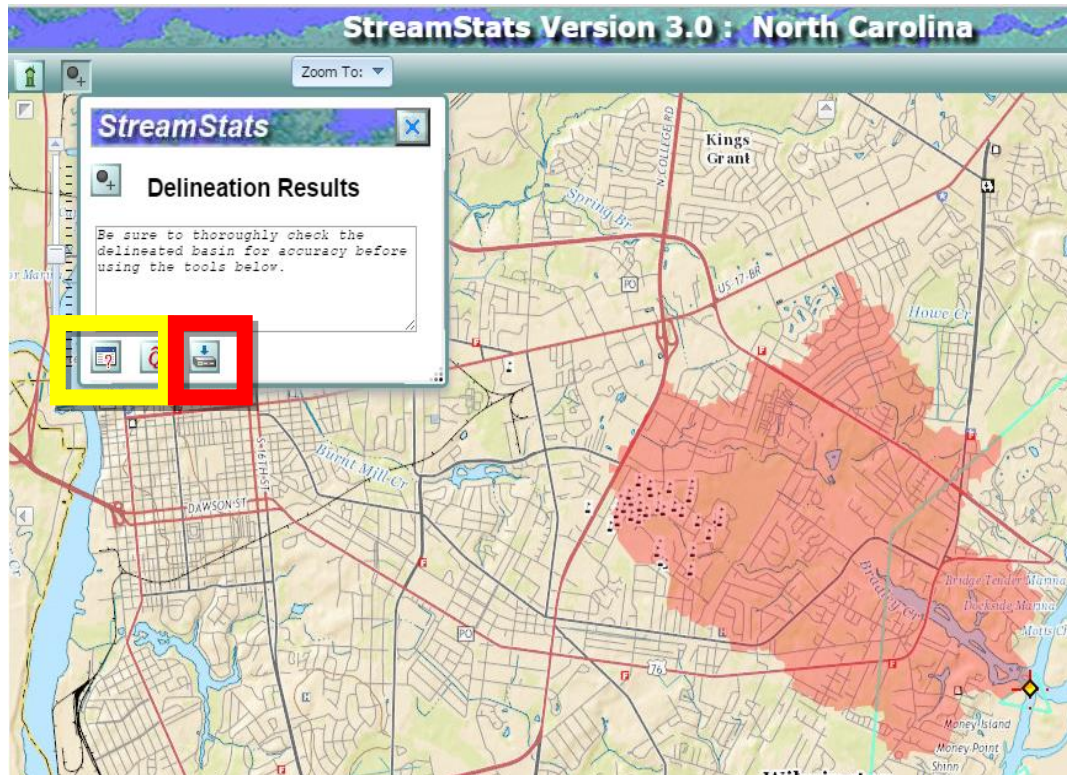 StreamStats Version 3.0 : North Carolina
Zoom To:
StreamStats
Delineation Results
Be sure to thoroughly check the
delineated basin for accuracy before
using the tools below.
Kings
Grant
N COLLEGE RD
Spring Br
PO
US-17-BR
Howe Cr
F
F
F
S 16TH ST
Burnt Mill Cr
DAWSON ST
F
F
Bradley Cr
Bridge Tender Marina
Dockside Marina
PO
76
F
F
H
Money Island
Money Point
Shinn
F